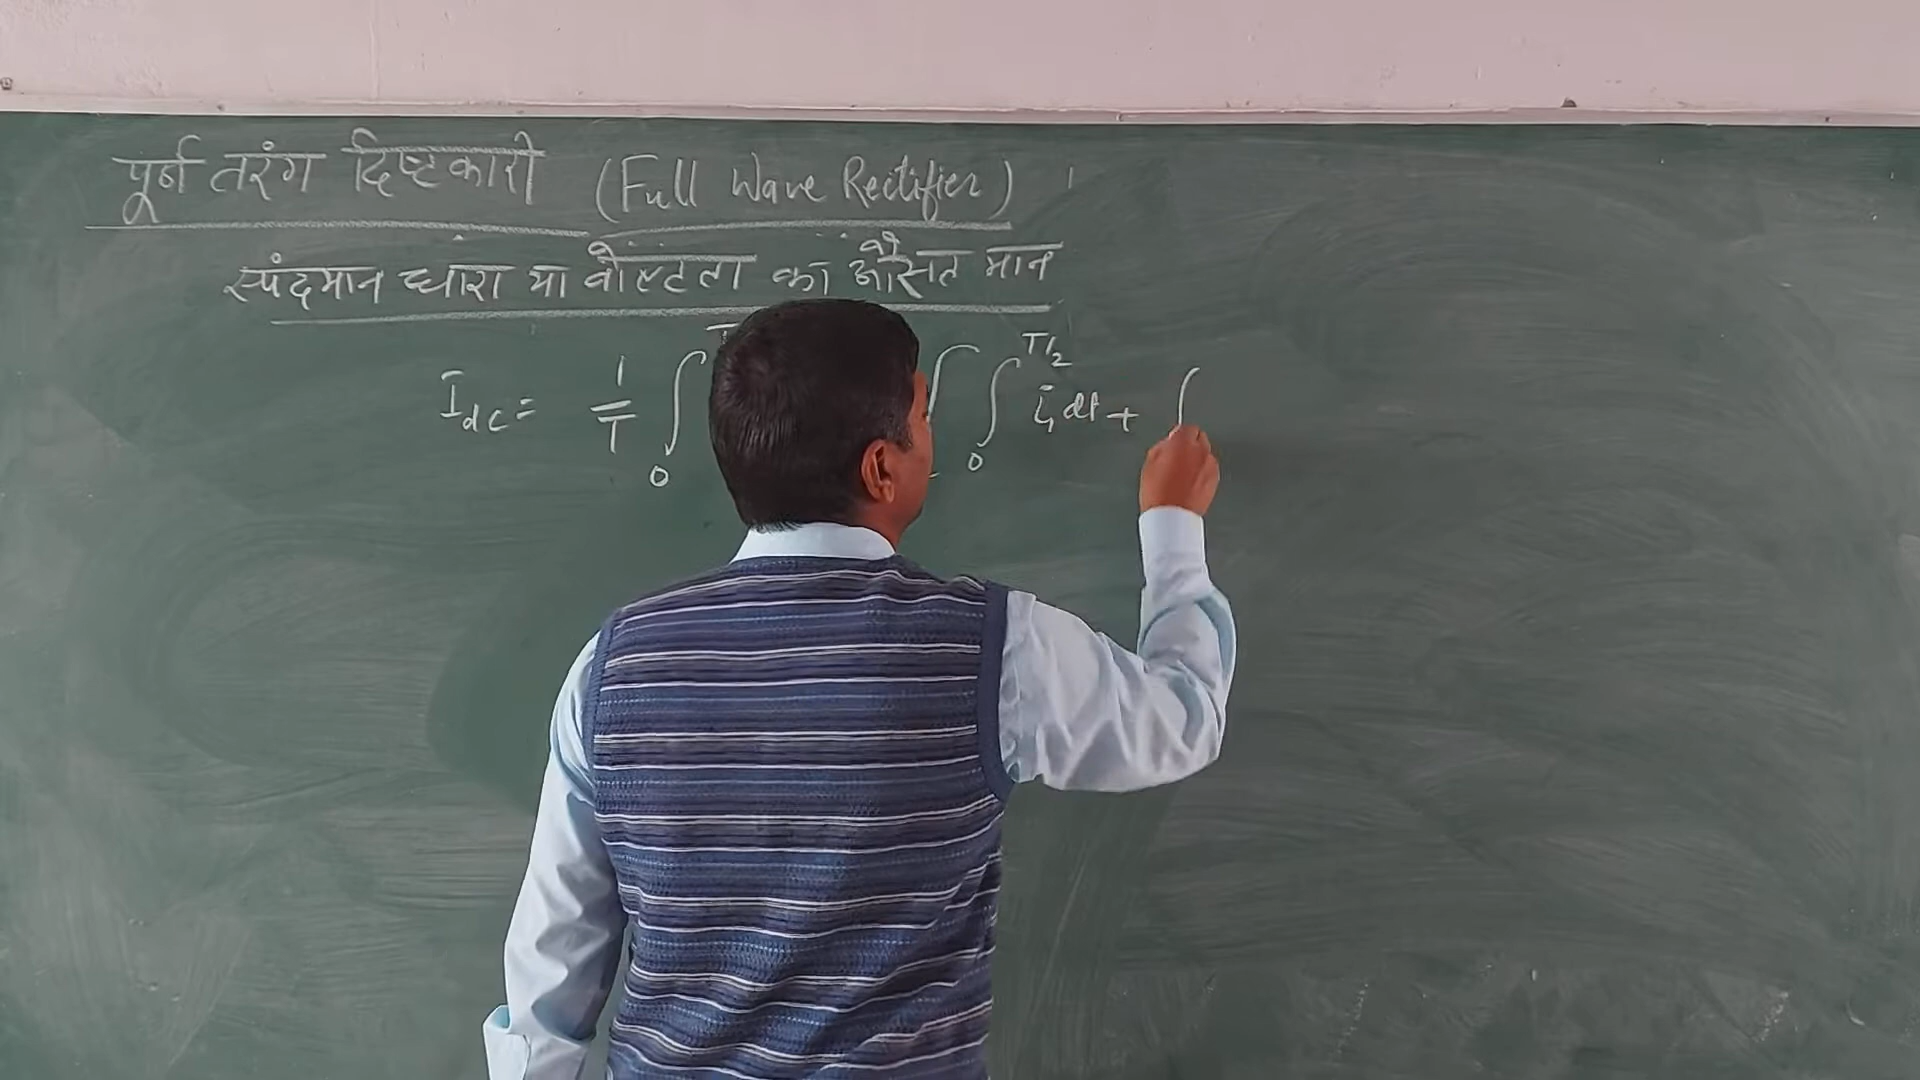 पूर्न तरंग दिष्टकारी (Full Wave Rectifier)
स्पंदमान धारा या वोल्टता का औसत मान
I_dc = 1/T ∫_0 [ ∫_0^{T/2} i_1 dt + ∫